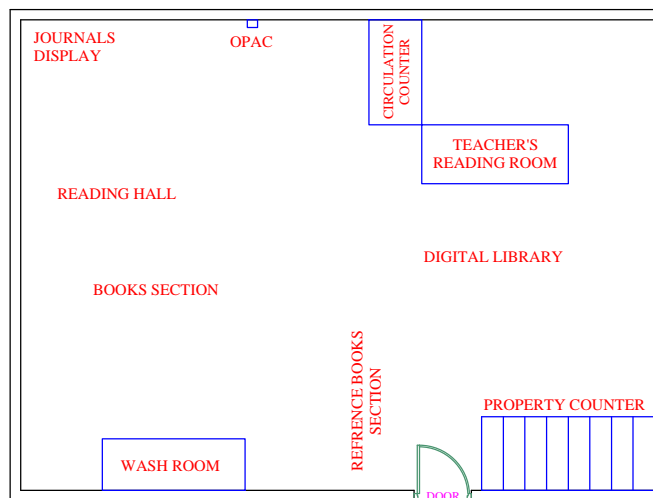 JOURNALS
DISPLAY
OPAC
CIRCULATION
COUNTER
TEACHER'S
READING ROOM
READING HALL
DIGITAL LIBRARY
BOOKS SECTION
REFRENCE BOOKS
SECTION
PROPERTY COUNTER
WASH ROOM
DOOR